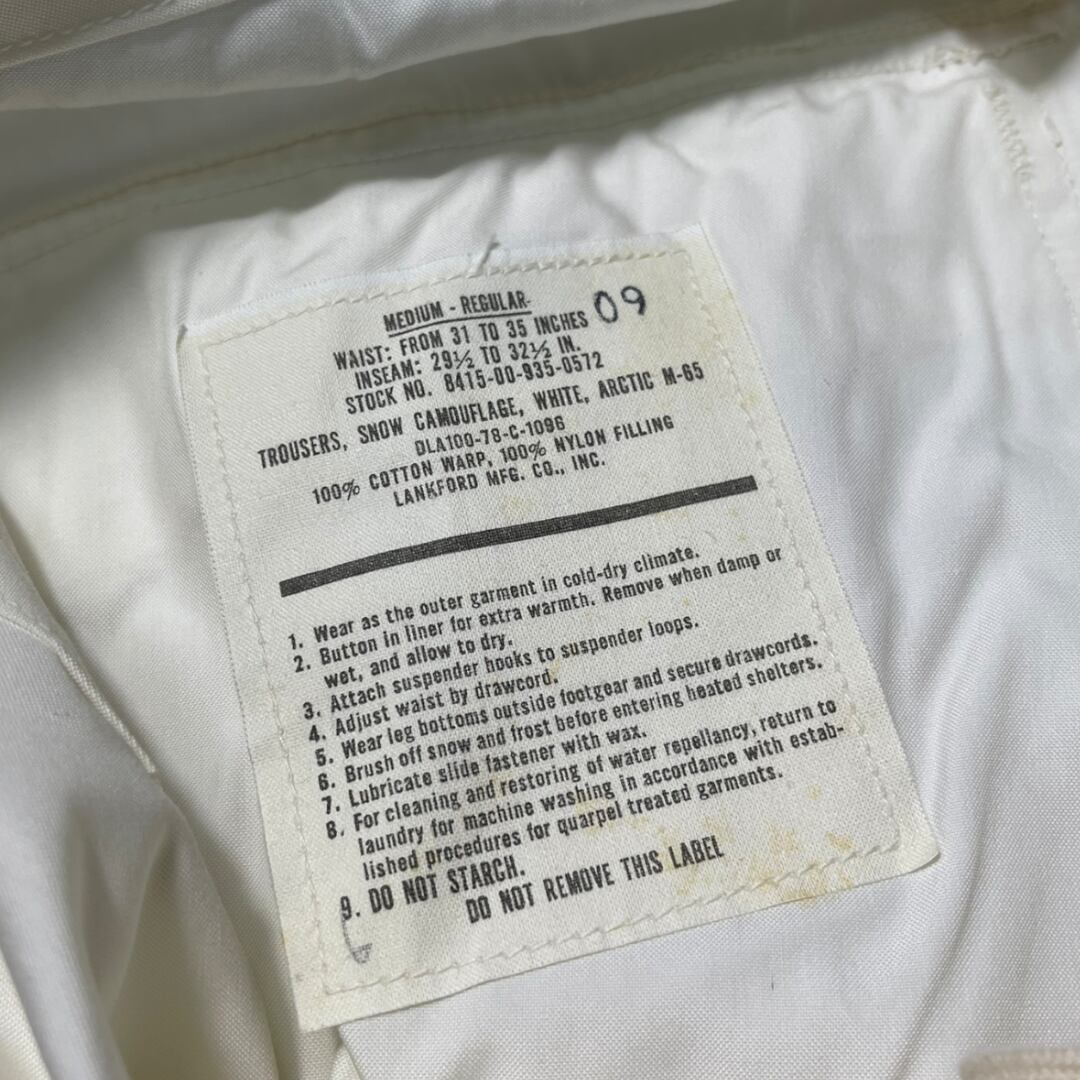 MEDIUM - REGULAR 09
WAIST: FROM 31 TO 35 INCHES
INSEAM: 29½ TO 32½ IN.
STOCK NO. 8415-00-935-0572
TROUSERS, SNOW CAMOUFLAGE, WHITE, ARCTIC M-65
DLA100-78-C-1096
100% COTTON WARP, 100% NYLON FILLING
LANKFORD MFG. CO., INC.
1. Wear as the outer garment in cold-dry climate.
2. Button in liner for extra warmth. Remove when damp or
wet, and allow to dry.
3. Attach suspender hooks to suspender loops.
4. Adjust waist by drawcord.
5. Wear leg bottoms outside footgear and secure drawcords.
6. Brush off snow and frost before entering heated shelters.
7. Lubricate slide fastener with wax.
8. For cleaning and restoring of water repellancy, return to
laundry for machine washing in accordance with estab-
lished procedures for quarpel treated garments.
9. DO NOT STARCH.
DO NOT REMOVE THIS LABEL